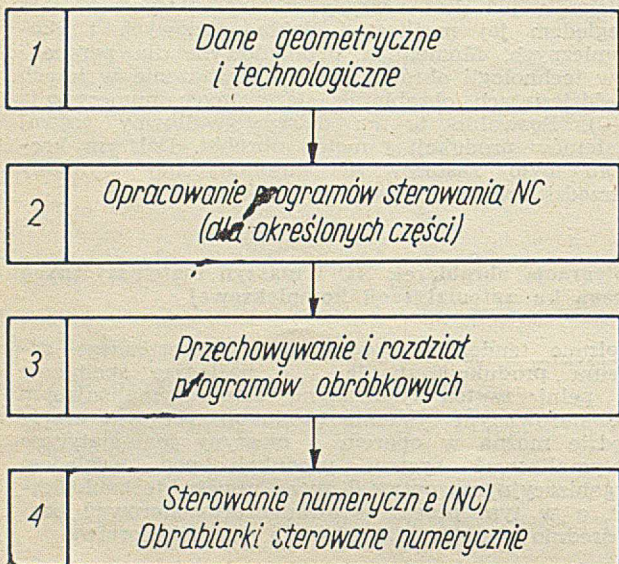 1
Dane geometryczne
i technologiczne
2
Opracowanie programów sterowania NC
(dla określonych części)
3
Przechowywanie i rozdział
programów obróbkowych
4
Sterowanie numeryczne (NC)
Obrabiarki sterowane numerycznie